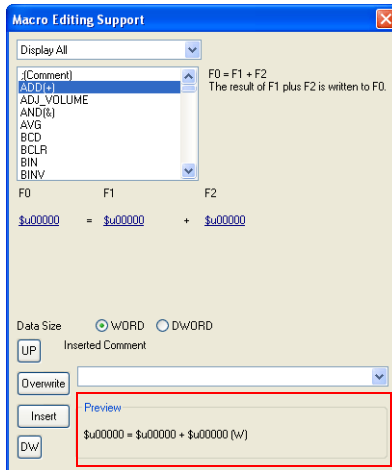 Macro Editing Support
Display All
;(Comment)
ADD(+)
ADJ_VOLUME
AND(&)
AVG
BCD
BCLR
BIN
BINV
F0 = F1 + F2
The result of F1 plus F2 is written to F0.
F0 F1 F2
$u00000 = $u00000 + $u00000
Data Size WORD DWORD
UP Inserted Comment
Overwrite
Insert
DW
Preview
$u00000 = $u00000 + $u00000 (W)